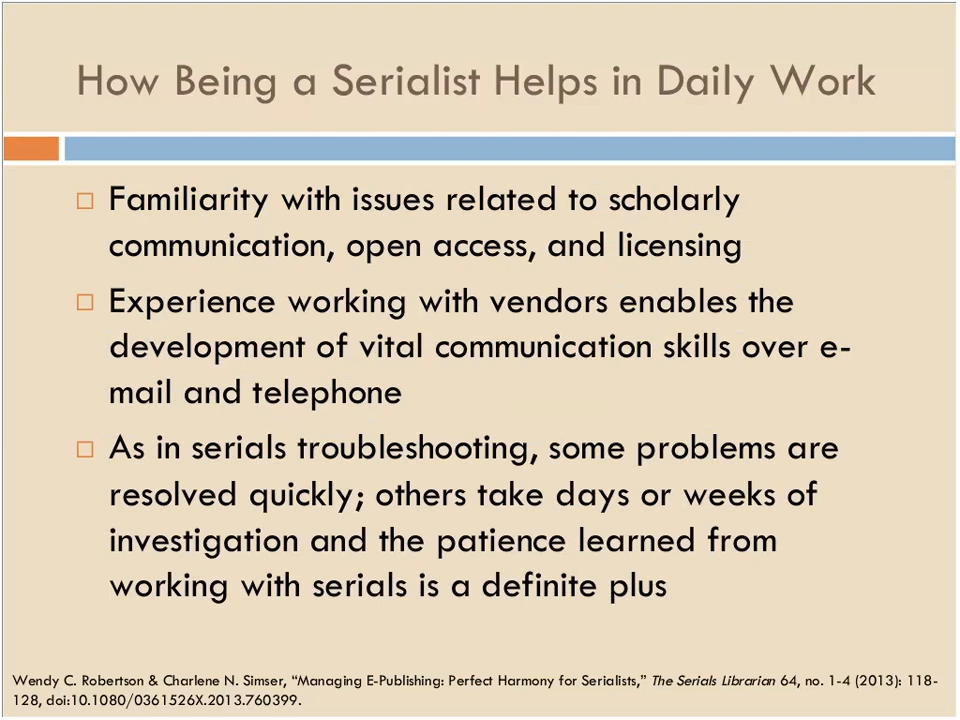 How Being a Serialist Helps in Daily Work
Familiarity with issues related to scholarly
communication, open access, and licensing
Experience working with vendors enables the
development of vital communication skills over e-
mail and telephone
As in serials troubleshooting, some problems are
resolved quickly; others take days or weeks of
investigation and the patience learned from
working with serials is a definite plus
Wendy C. Robertson & Charlene N. Simser, “Managing E-Publishing: Perfect Harmony for Serialists,” The Serials Librarian 64, no. 1-4 (2013): 118-
128, doi:10.1080/0361526X.2013.760399.